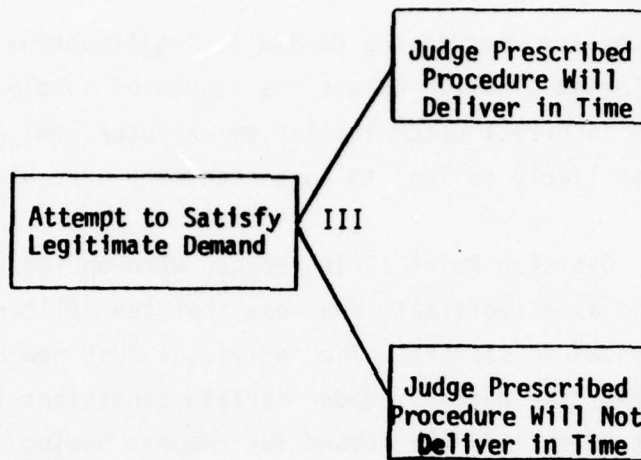 Judge Prescribed
Procedure Will
Deliver in Time
Attempt to Satisfy
Legitimate Demand
III
Judge Prescribed
Procedure Will Not
Deliver in Time